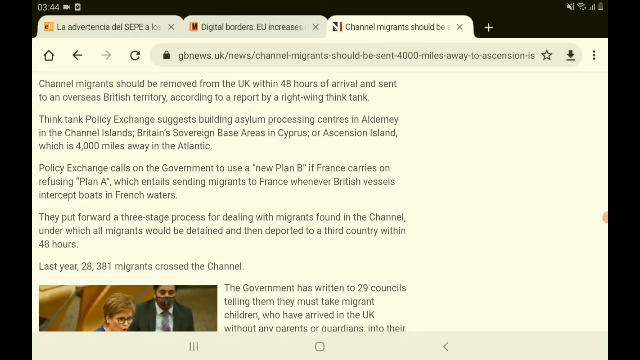 03:44
La advertencia del SEPE a los
Digital borders: EU increases
Channel migrants should be
gbnews.uk/news/channel-migrants-should-be-sent-4000-miles-away-to-ascension-is
Channel migrants should be removed from the UK within 48 hours of arrival and sent
to an overseas British territory, according to a report by a right-wing think tank.
Think tank Policy Exchange suggests building asylum processing centres in Alderney
in the Channel Islands; Britain's Sovereign Base Areas in Cyprus; or Ascension Island,
which is 4,000 miles away in the Atlantic.
Policy Exchange calls on the Government to use a "new Plan B" if France carries on
refusing "Plan A", which entails sending migrants to France whenever British vessels
intercept boats in French waters.
They put forward a three-stage process for dealing with migrants found in the Channel,
under which all migrants would be detained and then deported to a third country within
48 hours.
Last year, 28, 381 migrants crossed the Channel.
The Government has written to 29 councils
telling them they must take migrant
children, who have arrived in the UK
without any parents or guardians, into their